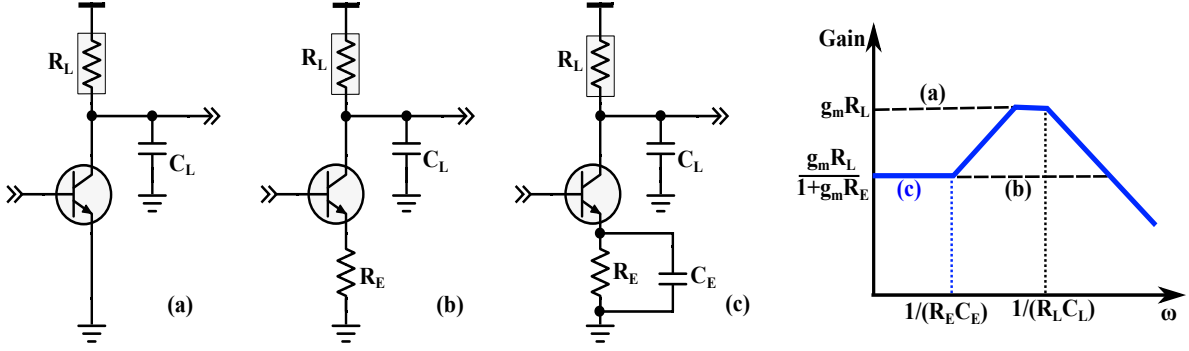 R_L
C_L
(a)
R_L
C_L
R_E
(b)
R_L
C_L
R_E
C_E
(c)
Gain
(a)
g_mR_L
g_mR_L
1+g_mR_E
(c)
(b)
1/(R_EC_E)
1/(R_LC_L)
ω